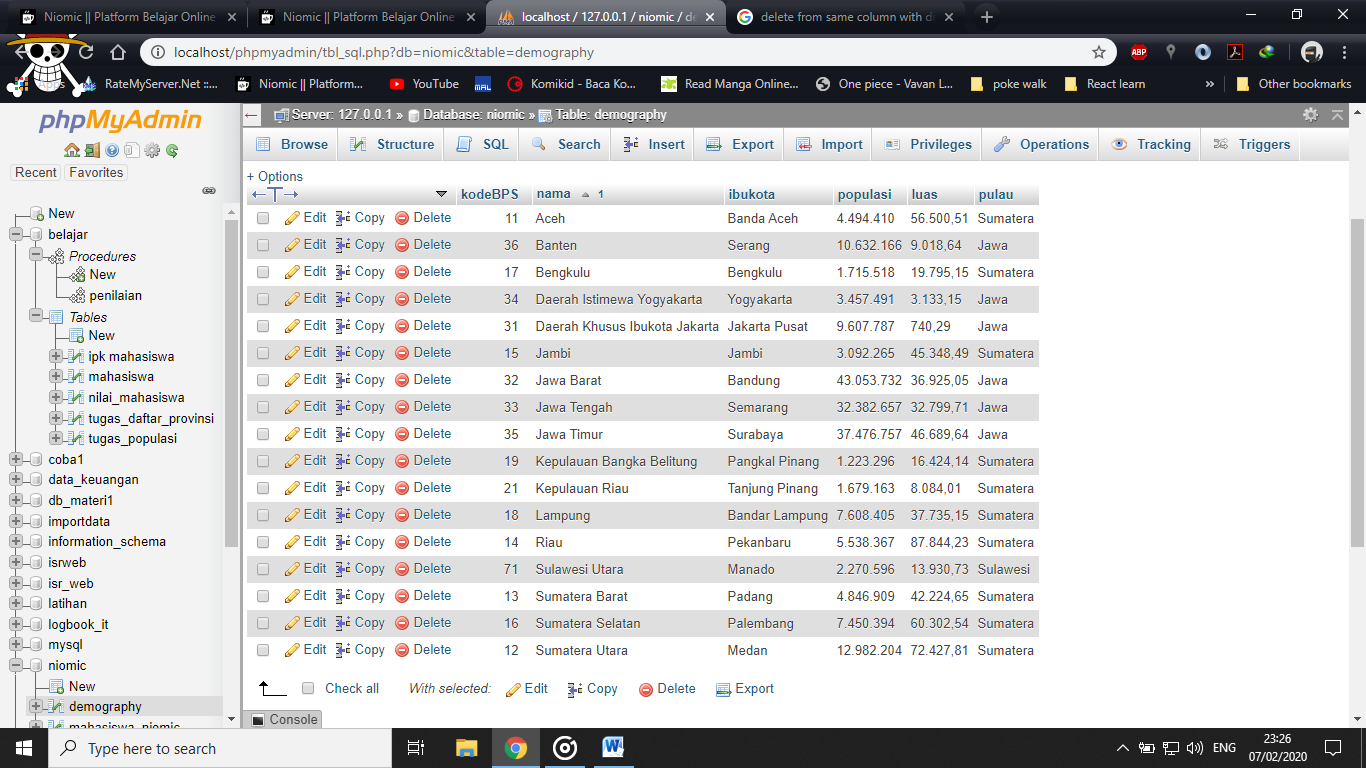 Niomic || Platform Belajar Online
Niomic || Platform Belajar Online
localhost / 127.0.0.1 / niomic / de
delete from same column with di
localhost/phpmyadmin/tbl_sql.php?db=niomic&table=demography
ABP
Apps
RateMyServer.Net ::...
Niomic || Platform...
YouTube
MAL
Komikid - Baca Ko...
Read Manga Online...
One piece - Vavan L...
poke walk
React learn
»
Other bookmarks
phpMyAdmin
Recent Favorites
New
belajar
Procedures
New
penilaian
Tables
New
ipk mahasiswa
mahasiswa
nilai_mahasiswa
tugas_daftar_provinsi
tugas_populasi
coba1
data_keuangan
db_materi1
importdata
information_schema
isrweb
isr_web
latihan
logbook_it
mysql
niomic
New
demography
mahasiswa_niomic
Server: 127.0.0.1 » Database: niomic » Table: demography
Browse Structure SQL Search Insert Export Import Privileges Operations Tracking Triggers
+ Options
←T→ kodeBPS nama 1 ibukota populasi luas pulau
Edit Copy Delete 11 Aceh Banda Aceh 4.494.410 56.500,51 Sumatera
Edit Copy Delete 36 Banten Serang 10.632.166 9.018,64 Jawa
Edit Copy Delete 17 Bengkulu Bengkulu 1.715.518 19.795,15 Sumatera
Edit Copy Delete 34 Daerah Istimewa Yogyakarta Yogyakarta 3.457.491 3.133,15 Jawa
Edit Copy Delete 31 Daerah Khusus Ibukota Jakarta Jakarta Pusat 9.607.787 740,29 Jawa
Edit Copy Delete 15 Jambi Jambi 3.092.265 45.348,49 Sumatera
Edit Copy Delete 32 Jawa Barat Bandung 43.053.732 36.925,05 Jawa
Edit Copy Delete 33 Jawa Tengah Semarang 32.382.657 32.799,71 Jawa
Edit Copy Delete 35 Jawa Timur Surabaya 37.476.757 46.689,64 Jawa
Edit Copy Delete 19 Kepulauan Bangka Belitung Pangkal Pinang 1.223.296 16.424,14 Sumatera
Edit Copy Delete 21 Kepulauan Riau Tanjung Pinang 1.679.163 8.084,01 Sumatera
Edit Copy Delete 18 Lampung Bandar Lampung 7.608.405 37.735,15 Sumatera
Edit Copy Delete 14 Riau Pekanbaru 5.538.367 87.844,23 Sumatera
Edit Copy Delete 71 Sulawesi Utara Manado 2.270.596 13.930,73 Sulawesi
Edit Copy Delete 13 Sumatera Barat Padang 4.846.909 42.224,65 Sumatera
Edit Copy Delete 16 Sumatera Selatan Palembang 7.450.394 60.302,54 Sumatera
Edit Copy Delete 12 Sumatera Utara Medan 12.982.204 72.427,81 Sumatera
Check all With selected: Edit Copy Delete Export
Console
Type here to search
ENG
23:26
07/02/2020